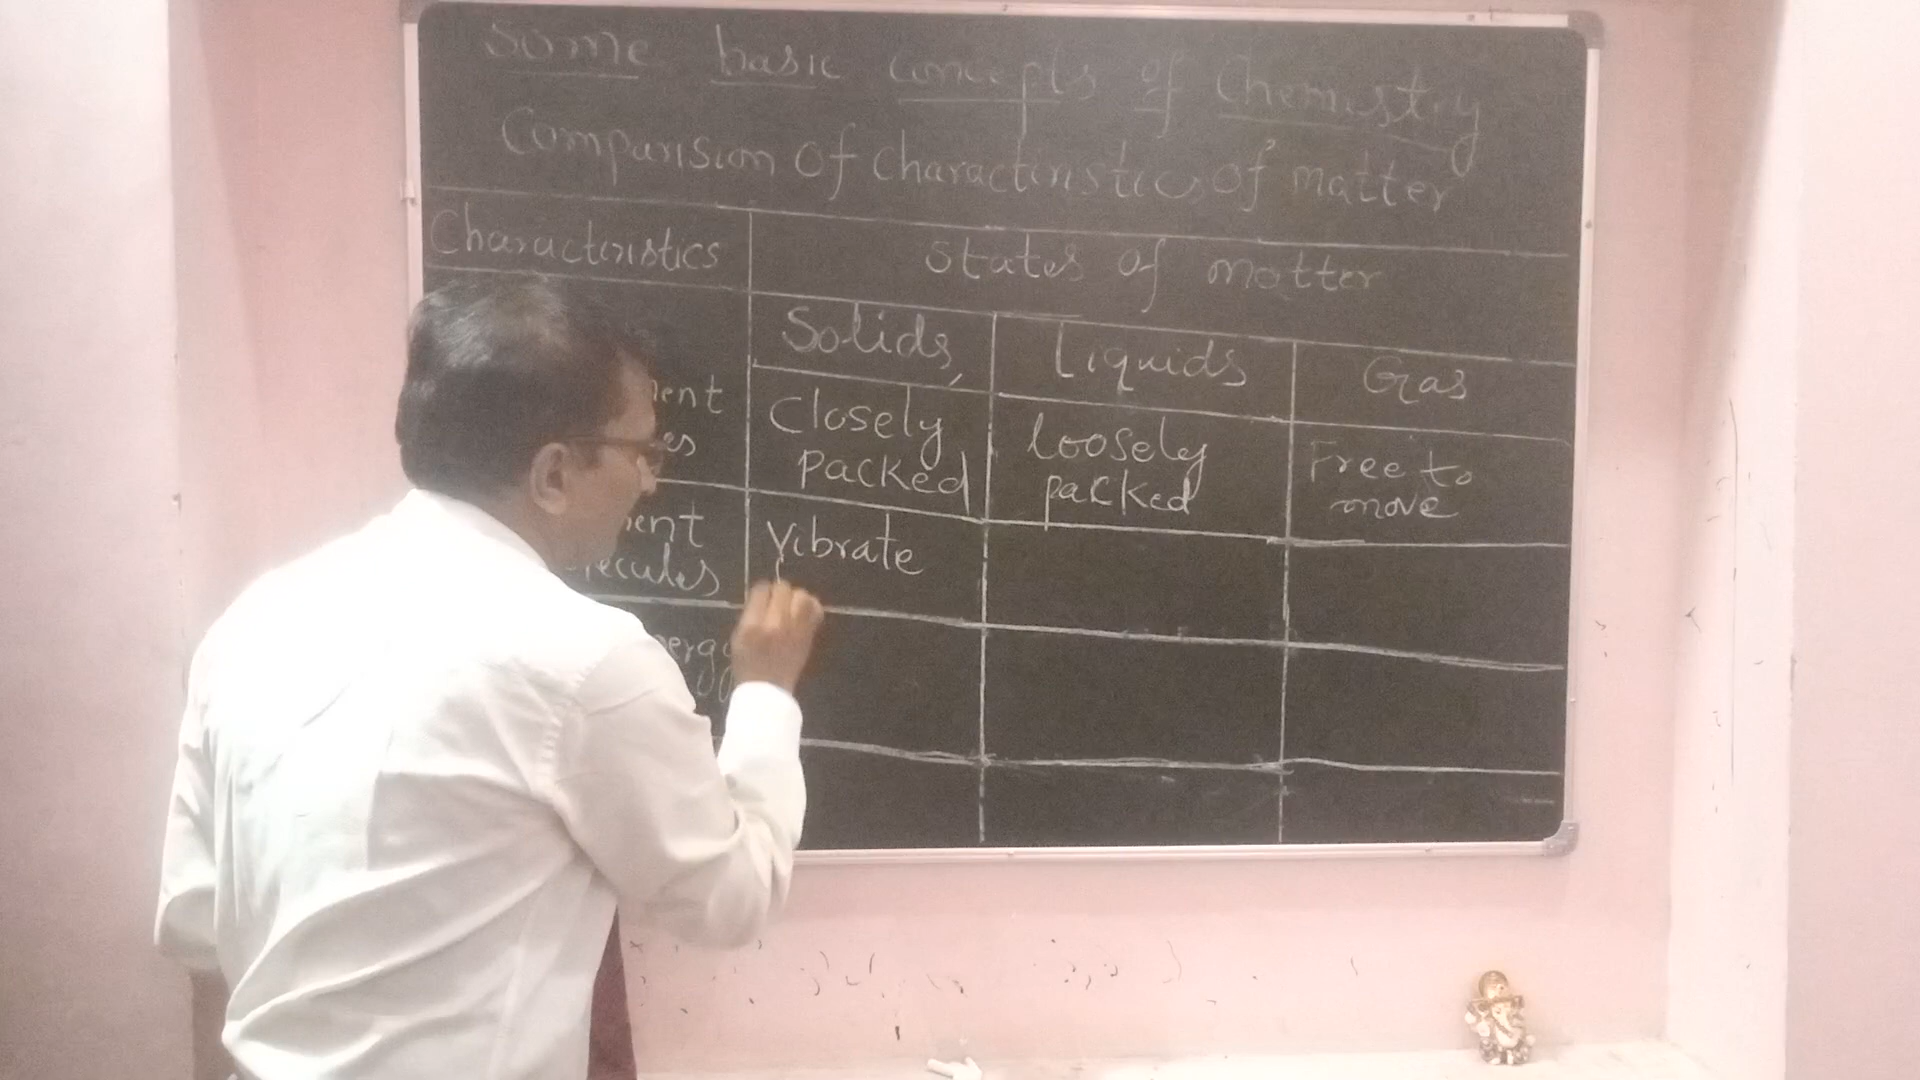 Some basic Concepts of Chemistry
Comparision of characteristics of matter
Characteristics
States of matter
Solids,
Liquids
Gas
Closely
packed
loosely
packed
Free to
move
Vibrate